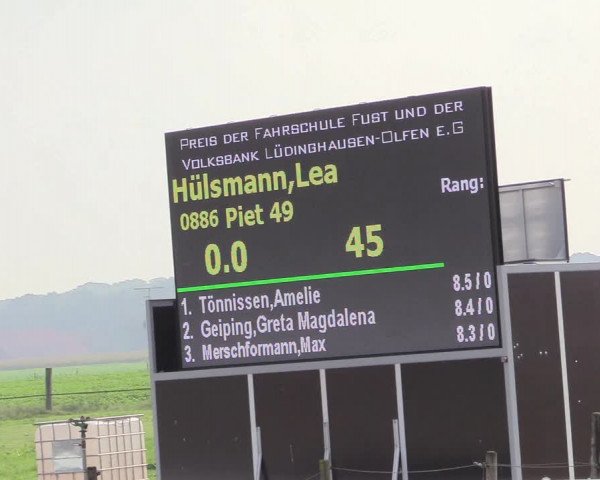 PREIS DER FAHRSCHULE FUST UND DER
VOLKSBANK LÜDINGHAUSEN-OLFEN E.G
Hülsmann,Lea
Rang:
0886 Piet 49
0.0 45
1. Tönnissen,Amelie 8.5/0
2. Geiping,Greta Magdalena 8.4/0
3. Merschformann,Max 8.3/0